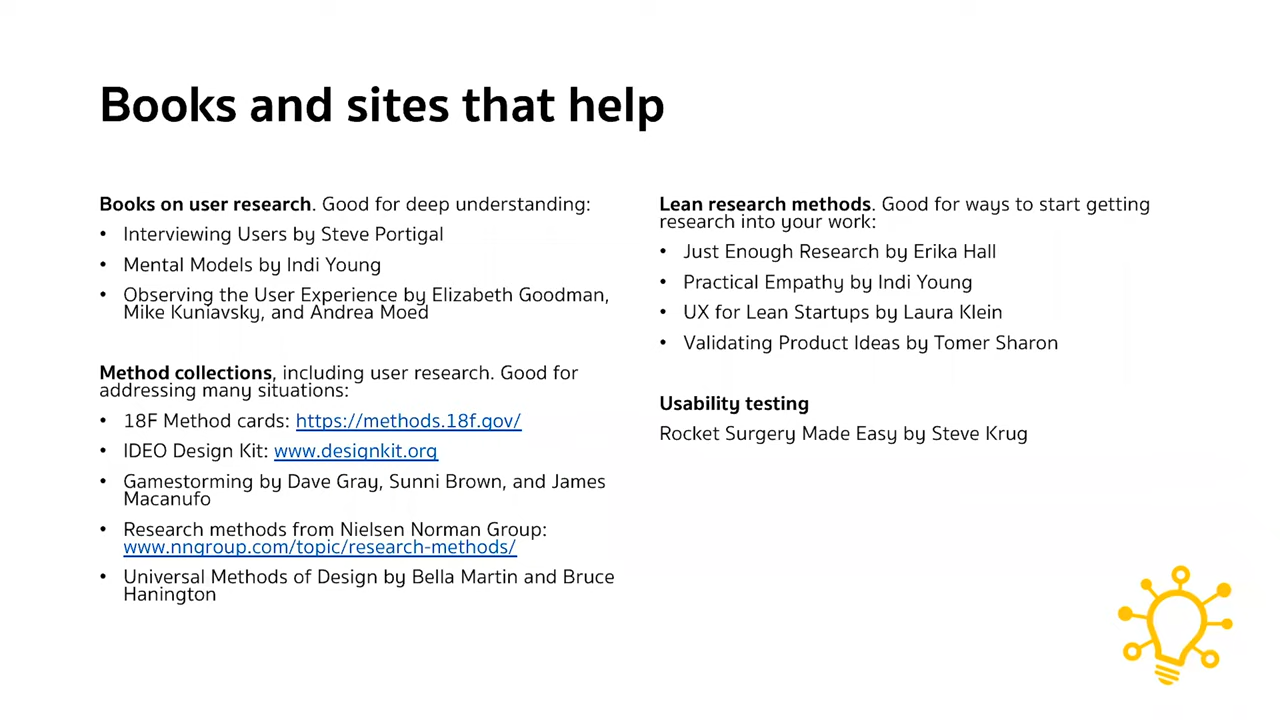 Books and sites that help
Books on user research. Good for deep understanding:
• Interviewing Users by Steve Portigal
• Mental Models by Indi Young
• Observing the User Experience by Elizabeth Goodman,
Mike Kuniavsky, and Andrea Moed
Method collections, including user research. Good for
addressing many situations:
• 18F Method cards: https://methods.18f.gov/
• IDEO Design Kit: www.designkit.org
• Gamestorming by Dave Gray, Sunni Brown, and James
Macanufo
• Research methods from Nielsen Norman Group:
www.nngroup.com/topic/research-methods/
• Universal Methods of Design by Bella Martin and Bruce
Hanington
Lean research methods. Good for ways to start getting
research into your work:
• Just Enough Research by Erika Hall
• Practical Empathy by Indi Young
• UX for Lean Startups by Laura Klein
• Validating Product Ideas by Tomer Sharon
Usability testing
Rocket Surgery Made Easy by Steve Krug